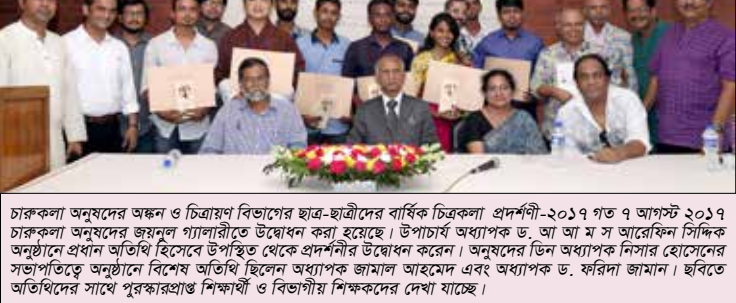 চারুকলা অনুষদের অঙ্কন ও চিত্রায়ণ বিভাগের ছাত্র-ছাত্রীদের বার্ষিক চিত্রকলা প্রদর্শণী-২০১৭ গত ৭ আগস্ট ২০১৭
চারুকলা অনুষদের জয়নুল গ্যালারীতে উদ্বোধন করা হয়েছে। উপাচার্য অধ্যাপক ড. আ আ ম স আরেফিন সিদ্দিক
অনুষ্ঠানে প্রধান অতিথি হিসেবে উপস্থিত থেকে প্রদর্শনীর উদ্বোধন করেন। অনুষদের ডিন অধ্যাপক নিসার হোসেনের
সভাপতিত্বে অনুষ্ঠানে বিশেষ অতিথি ছিলেন অধ্যাপক জামাল আহমেদ এবং অধ্যাপক ড. ফরিদা জামান। ছবিতে
অতিথিদের সাথে পুরস্কারপ্রাপ্ত শিক্ষার্থী ও বিভাগীয় শিক্ষকদের দেখা যাচ্ছে।